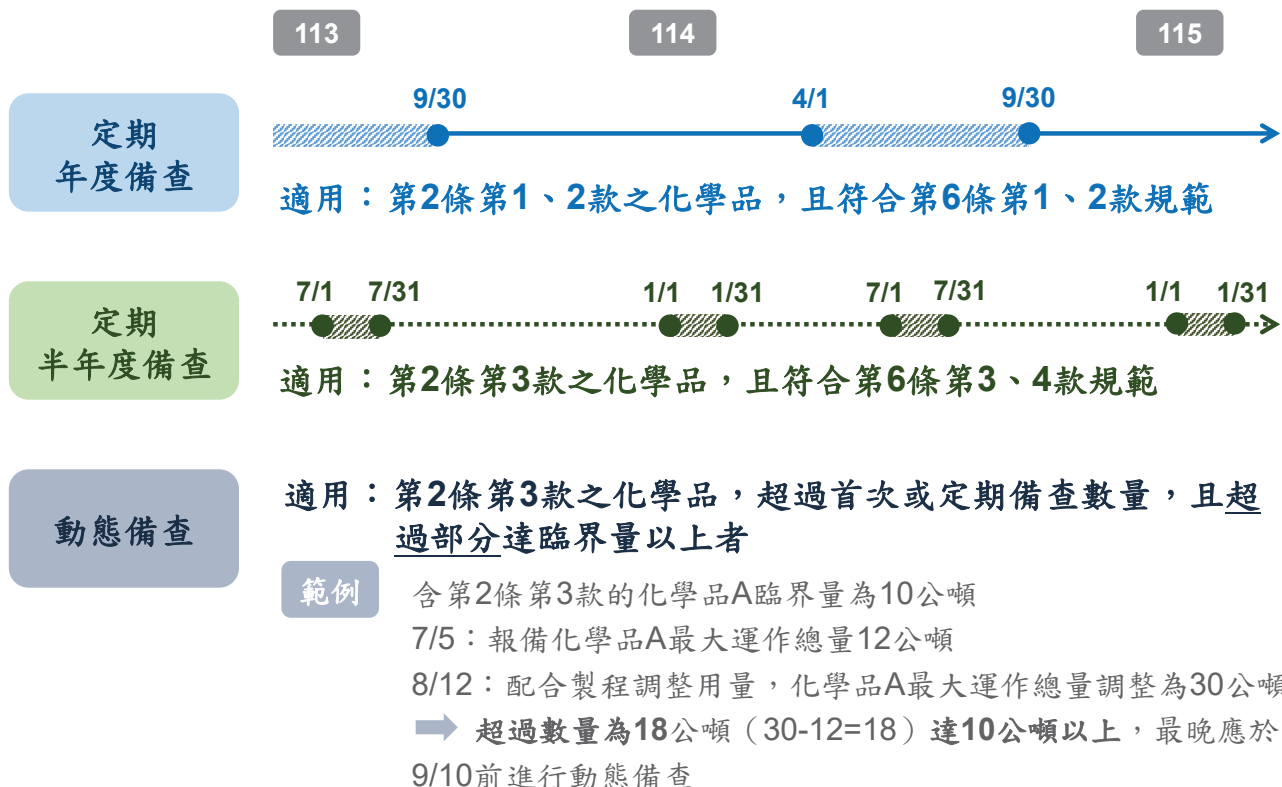 113
114
115
定期
年度備查
9/30
4/1
9/30
適用：第2條第1、2款之化學品，且符合第6條第1、2款規範
定期
半年度備查
7/1
7/31
1/1
1/31
7/1
7/31
1/1
1/31
適用：第2條第3款之化學品，且符合第6條第3、4款規範
動態備查
適用：第2條第3款之化學品，超過首次或定期備查數量，且超
過部分達臨界量以上者
範例
含第2條第3款的化學品A臨界量為10公噸
7/5：報備化學品A最大運作總量12公噸
8/12：配合製程調整用量，化學品A最大運作總量調整為30公噸
超過數量為18公噸（30-12=18）達10公噸以上，最晚應於
9/10前進行動態備查